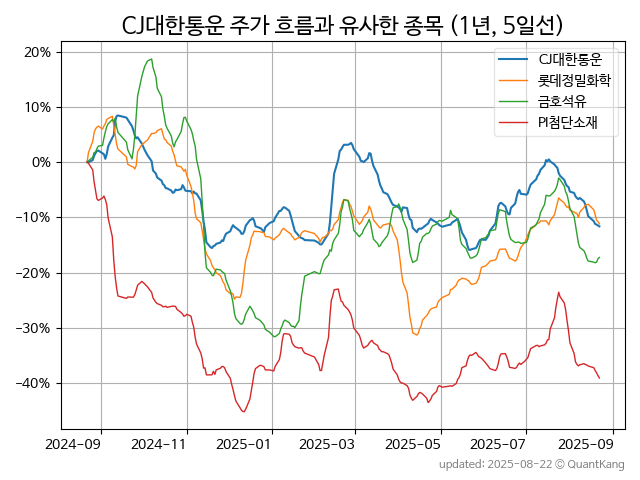 CJ대한통운 주가 흐름과 유사한 종목 (1년, 5일선)
CJ대한통운
롯데정밀화학
금호석유
PI첨단소재
20%
10%
0%
−10%
−20%
−30%
−40%
2024-09
2024-11
2025-01
2025-03
2025-05
2025-07
2025-09
updated: 2025-08-22 © QuantKang